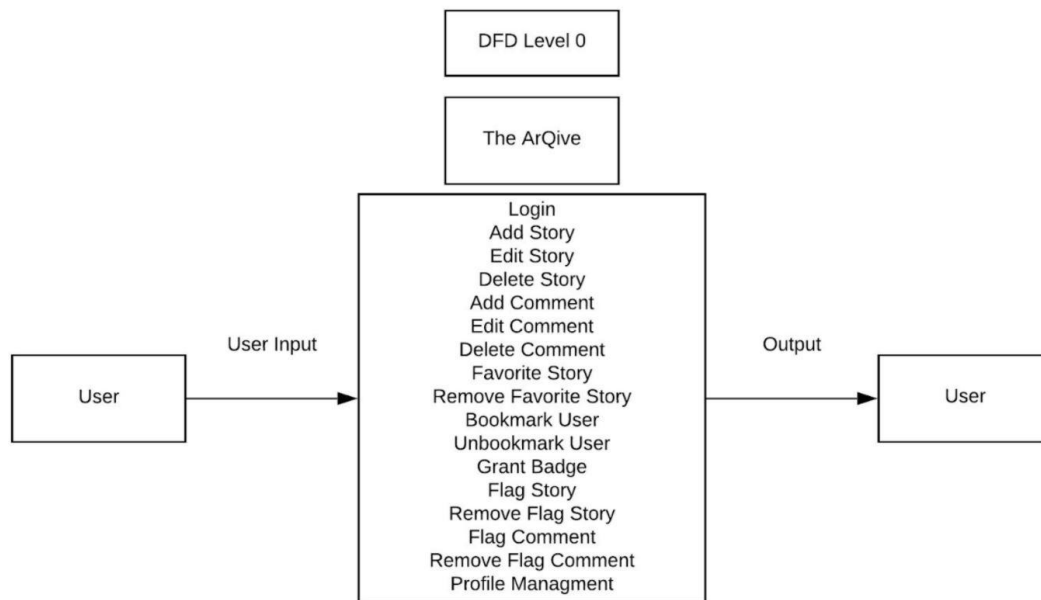 DFD Level 0
The ArQive
Login
Add Story
Edit Story
Delete Story
Add Comment
Edit Comment
Delete Comment
Favorite Story
Remove Favorite Story
Bookmark User
Unbookmark User
Grant Badge
Flag Story
Remove Flag Story
Flag Comment
Remove Flag Comment
Profile Managment
User
User Input
Output
User